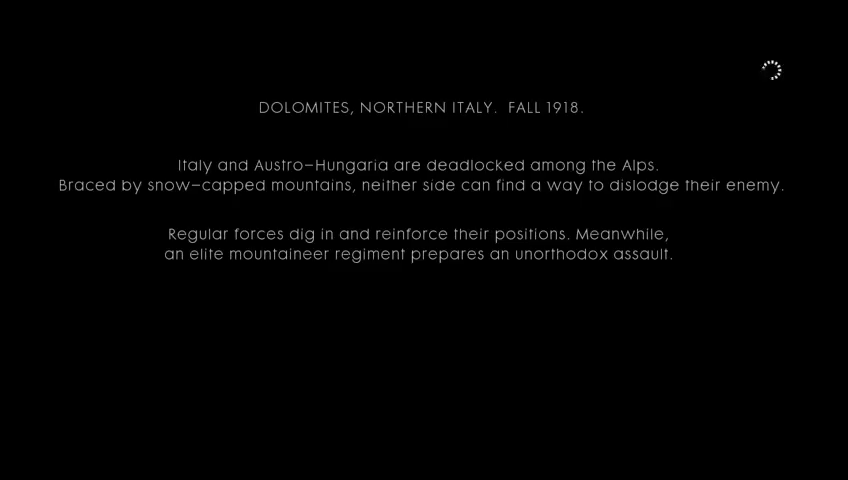 DOLOMITES, NORTHERN ITALY. FALL 1918.
Italy and Austro-Hungaria are deadlocked among the Alps.
Braced by snow-capped mountains, neither side can find a way to dislodge their enemy.
Regular forces dig in and reinforce their positions. Meanwhile,
an elite mountaineer regiment prepares an unorthodox assault.